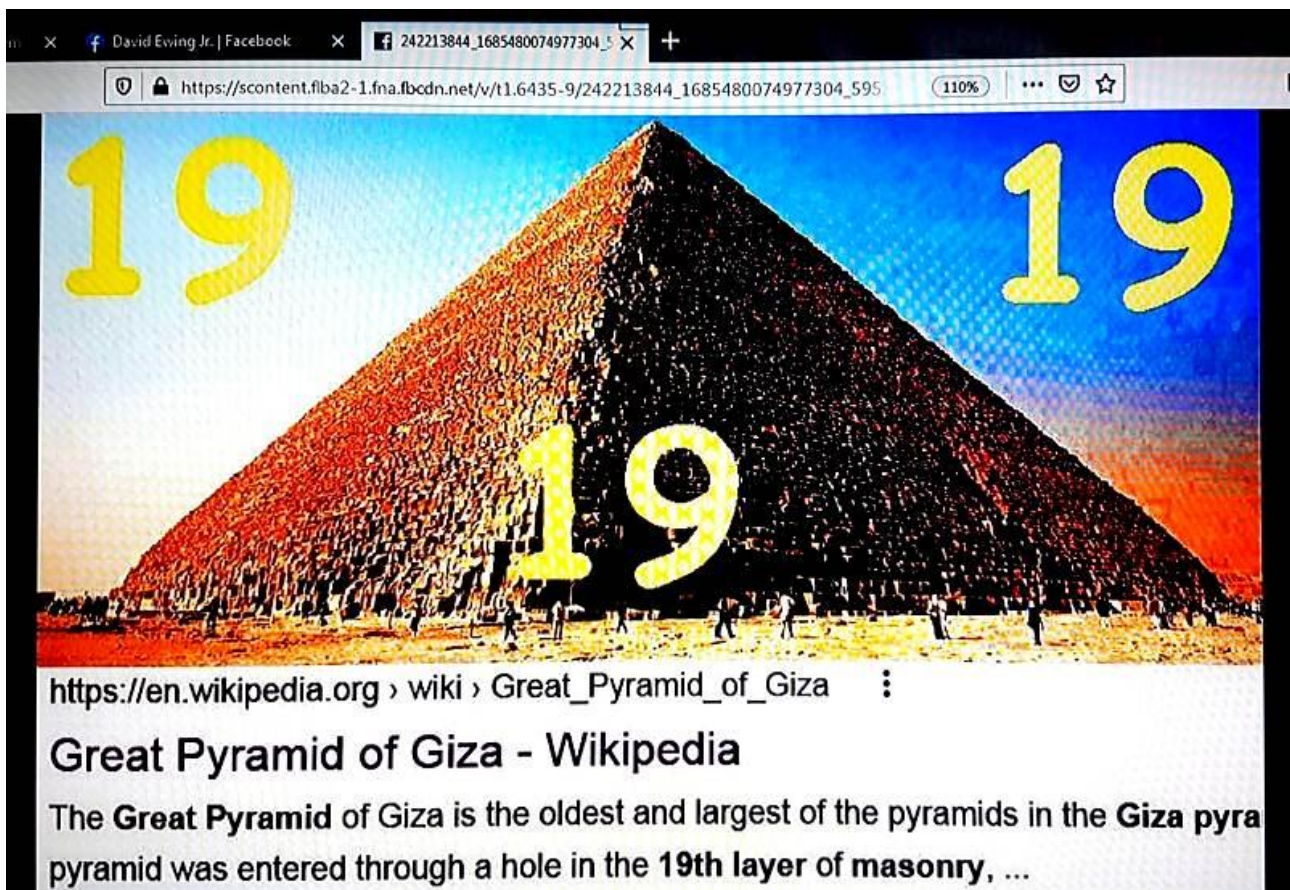 David Ewing Jr. | Facebook
242213844_1685480074977304_5
https://scontent.flba2-1.fna.fbcdn.net/v/t1.6435-9/242213844_1685480074977304_595
110%
19
19
19
https://en.wikipedia.org › wiki › Great_Pyramid_of_Giza
Great Pyramid of Giza - Wikipedia
The Great Pyramid of Giza is the oldest and largest of the pyramids in the Giza pyra
pyramid was entered through a hole in the 19th layer of masonry, ...